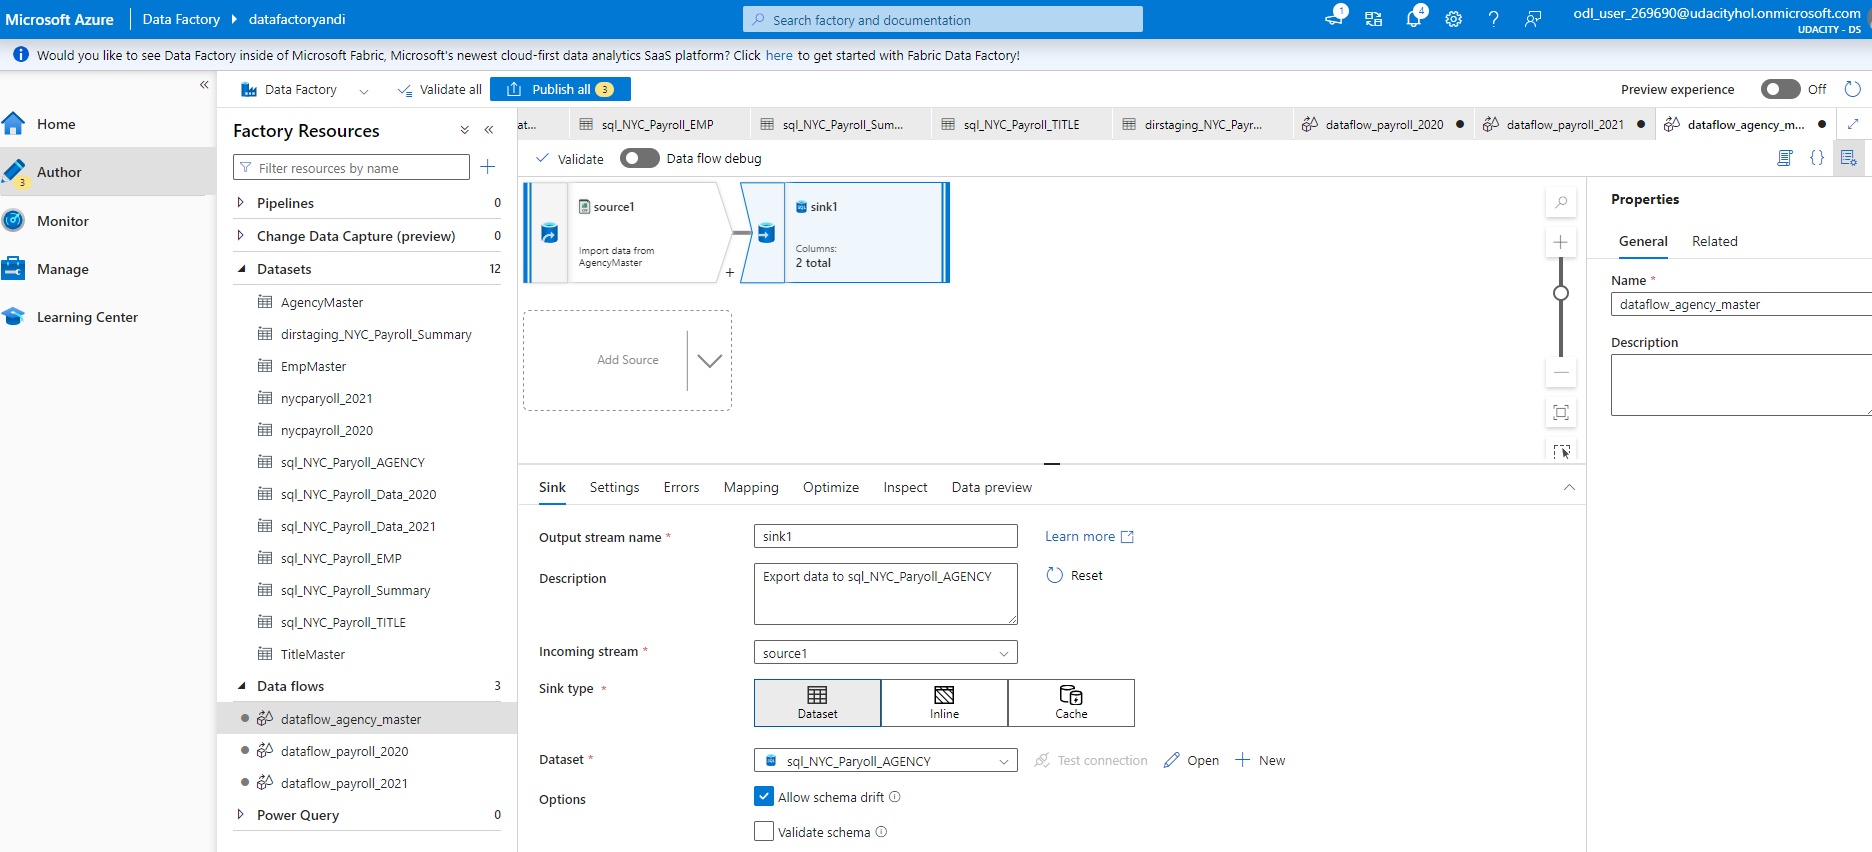 Microsoft Azure
Data Factory
datafactoryandi
Search factory and documentation
1
4
odl_user_269690@udacityhol.onmicrosoft.com
UDACITY - DS
Would you like to see Data Factory inside of Microsoft Fabric, Microsoft's newest cloud-first data analytics SaaS platform? Click here to get started with Fabric Data Factory!
Home
Author
3
Monitor
Manage
Learning Center
Data Factory
Validate all
Publish all 3
Preview experience
Off
Factory Resources
Filter resources by name
Pipelines 0
Change Data Capture (preview) 0
Datasets 12
AgencyMaster
dirstaging_NYC_Payroll_Summary
EmpMaster
nycparyoll_2021
nycpayroll_2020
sql_NYC_Paryoll_AGENCY
sql_NYC_Payroll_Data_2020
sql_NYC_Payroll_Data_2021
sql_NYC_Payroll_EMP
sql_NYC_Payroll_Summary
sql_NYC_Payroll_TITLE
TitleMaster
Data flows 3
dataflow_agency_master
dataflow_payroll_2020
dataflow_payroll_2021
Power Query 0
at...
sql_NYC_Payroll_EMP
sql_NYC_Payroll_Sum...
sql_NYC_Payroll_TITLE
dirstaging_NYC_Payr...
dataflow_payroll_2020
dataflow_payroll_2021
dataflow_agency_m...
Validate
Data flow debug
source1
Import data from
AgencyMaster
+
sink1
Columns:
2 total
Add Source
Sink
Settings
Errors
Mapping
Optimize
Inspect
Data preview
Output stream name *
sink1
Learn more
Description
Export data to sql_NYC_Paryoll_AGENCY
Reset
Incoming stream *
source1
Sink type *
Dataset
Inline
Cache
Dataset *
sql_NYC_Paryoll_AGENCY
Test connection
Open
New
Options
Allow schema drift
Validate schema
Properties
General
Related
Name *
dataflow_agency_master
Description